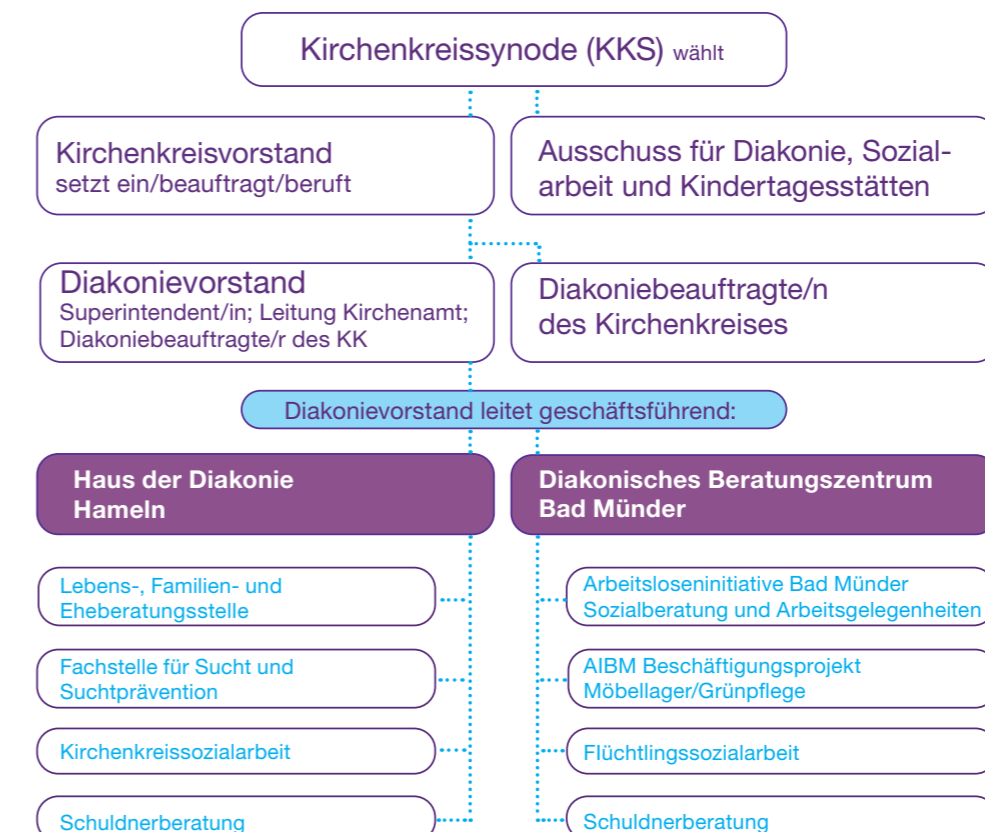 Kirchenkreissynode (KKS) wählt
Kirchenkreisvorstand
setzt ein/beauftragt/beruft
Ausschuss für Diakonie, Sozial-
arbeit und Kindertagesstätten
Diakonievorstand
Superintendent/in; Leitung Kirchenamt;
Diakoniebeauftragte/r des KK
Diakoniebeauftragte/n
des Kirchenkreises
Diakonievorstand leitet geschäftsführend:
Haus der Diakonie
Hameln
Diakonisches Beratungszentrum
Bad Münder
Lebens-, Familien- und
Eheberatungsstelle
Arbeitsloseninitiative Bad Münder
Sozialberatung und Arbeitsgelegenheiten
Fachstelle für Sucht und
Suchtprävention
AIBM Beschäftigungsprojekt
Möbellager/Grünpflege
Kirchenkreissozialarbeit
Flüchtlingssozialarbeit
Schuldnerberatung
Schuldnerberatung